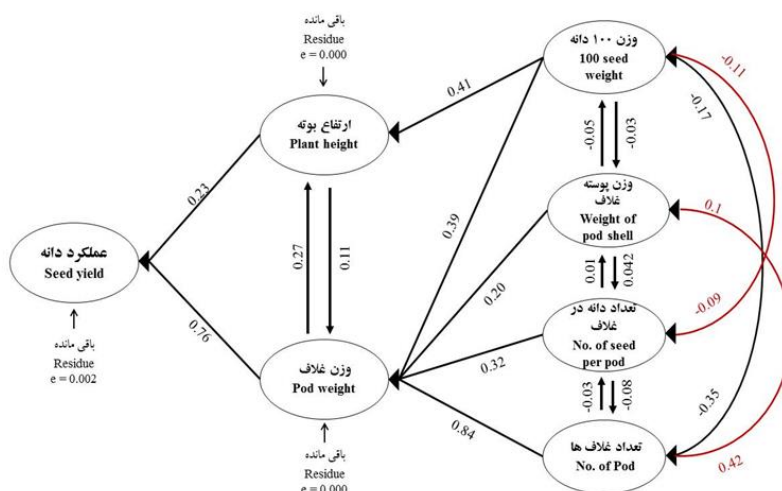 باقی مانده
Residue
e = 0.000
وزن ۱۰۰ دانه
100 seed
weight
-0.11
-0.17
0.41
ارتفاع بوته
Plant height
-0.05
-0.03
0.23
0.27
0.11
0.39
وزن پوسته
غلاف
Weight of
pod shell
0.1
عملکرد دانه
Seed yield
0.20
0.01
0.042
باقی مانده
Residue
e = 0.002
0.76
وزن غلاف
Pod weight
0.32
تعداد دانه در
غلاف
No. of seed
per pod
-0.09
0.84
-0.03
-0.08
-0.35
باقی مانده
Residue
e = 0.000
تعداد غلاف ها
No. of Pod
0.42